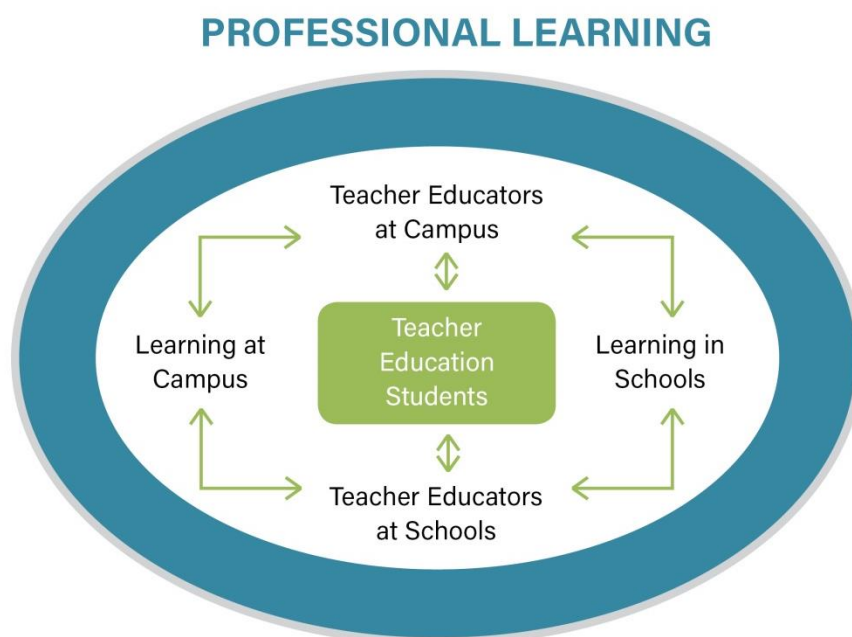 PROFESSIONAL LEARNING
Teacher Educators
at Campus
Learning at
Campus
Teacher
Education
Students
Learning in
Schools
Teacher Educators
at Schools